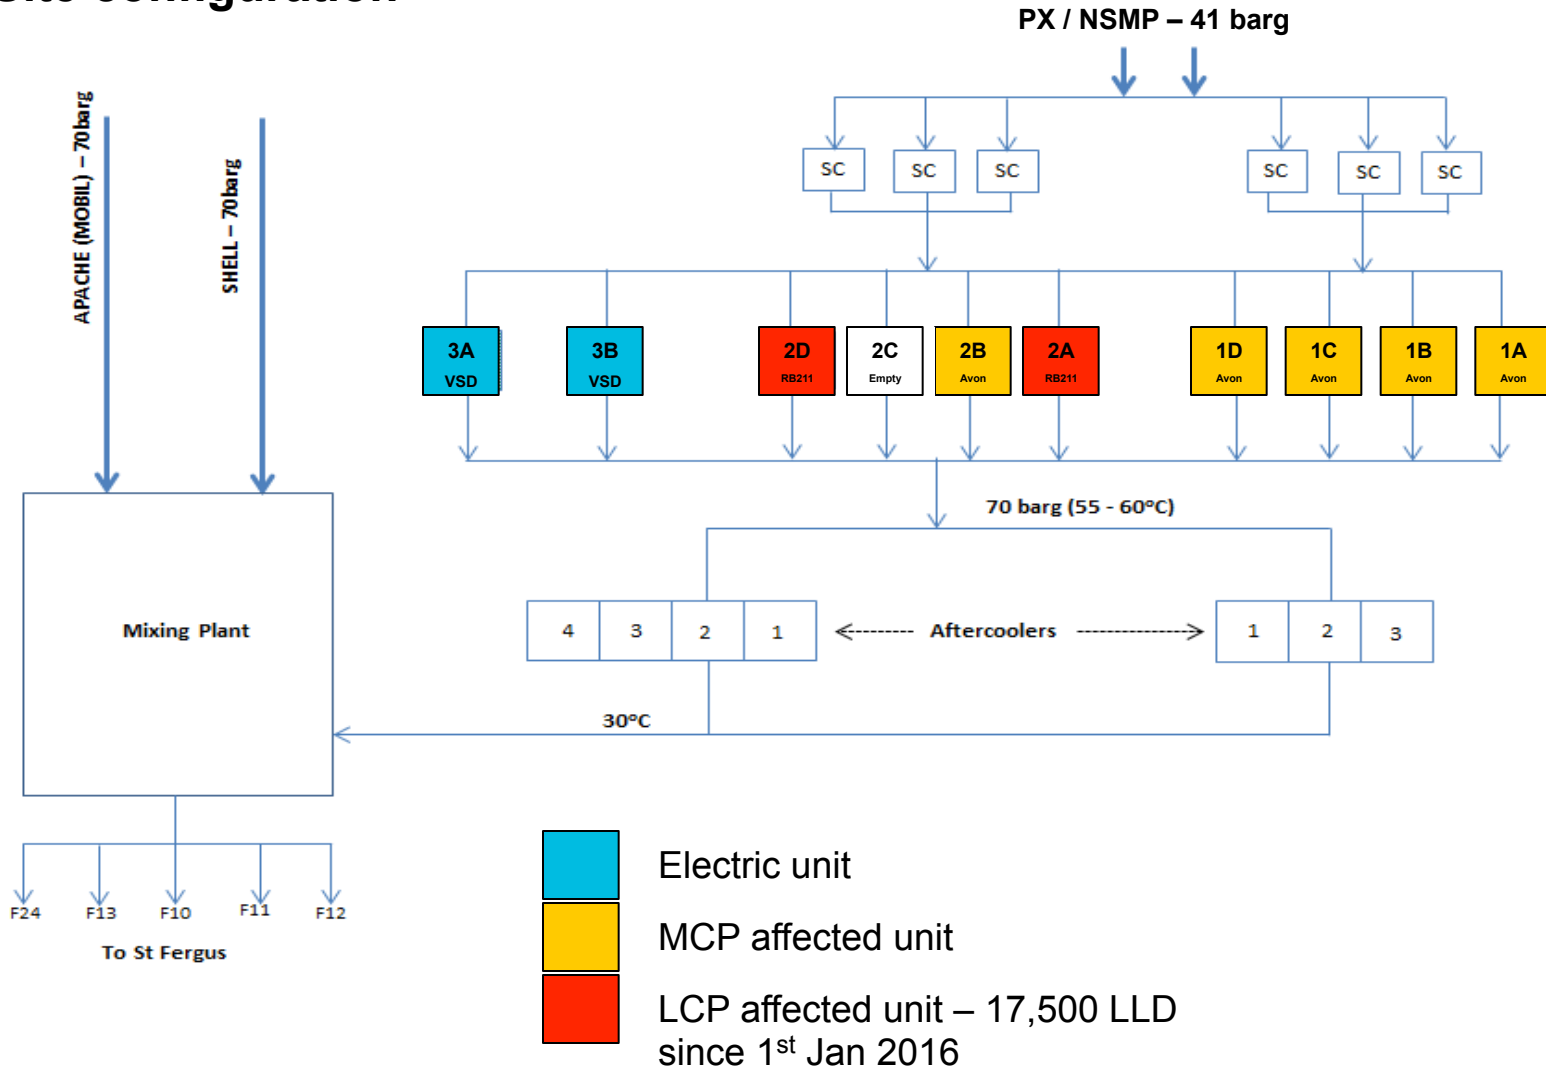 PX / NSMP – 41 barg
APACHE (MOBIL) – 70barg
SHELL – 70barg
SC
SC
SC
SC
SC
SC
3A
VSD
3B
VSD
2D
RB211
2C
Empty
2B
Avon
2A
RB211
1D
Avon
1C
Avon
1B
Avon
1A
Avon
70 barg (55 - 60°C)
Mixing Plant
4 3 2 1
Aftercoolers
1 2 3
30°C
F24 F13 F10 F11 F12
To St Fergus
Electric unit
MCP affected unit
LCP affected unit – 17,500 LLD
since 1st Jan 2016